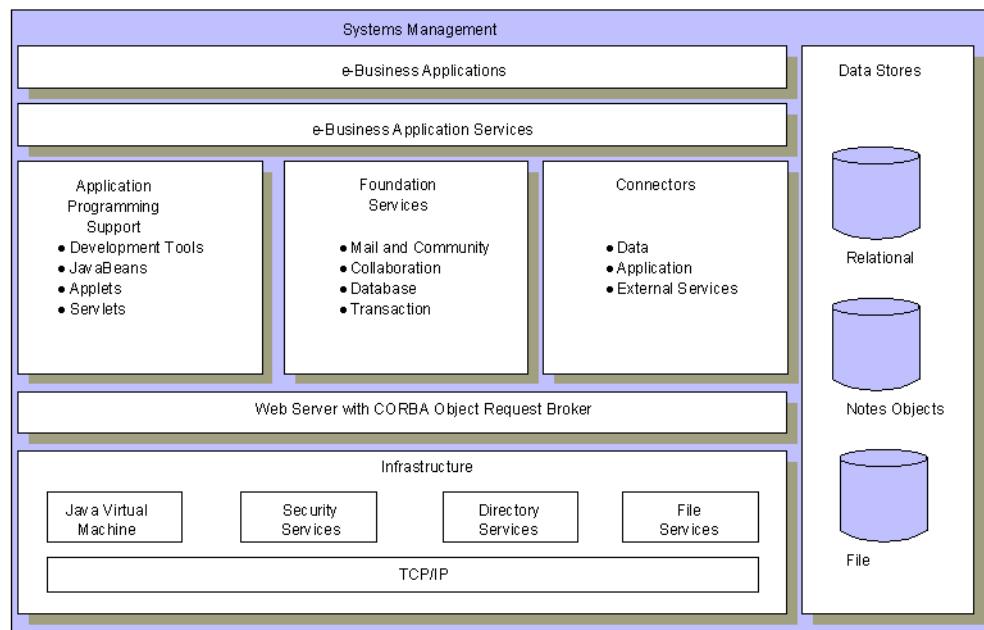 Systems Management
e-Business Applications
e-Business Application Services
Application
Programming
Support
● Development Tools
● JavaBeans
● Applets
● Servlets
Foundation
Services
● Mail and Community
● Collaboration
● Database
● Transaction
Connectors
● Data
● Application
● External Services
Web Server with CORBA Object Request Broker
Infrastructure
Java Virtual
Machine
Security
Services
Directory
Services
File
Services
TCP/IP
Data Stores
Relational
Notes Objects
File